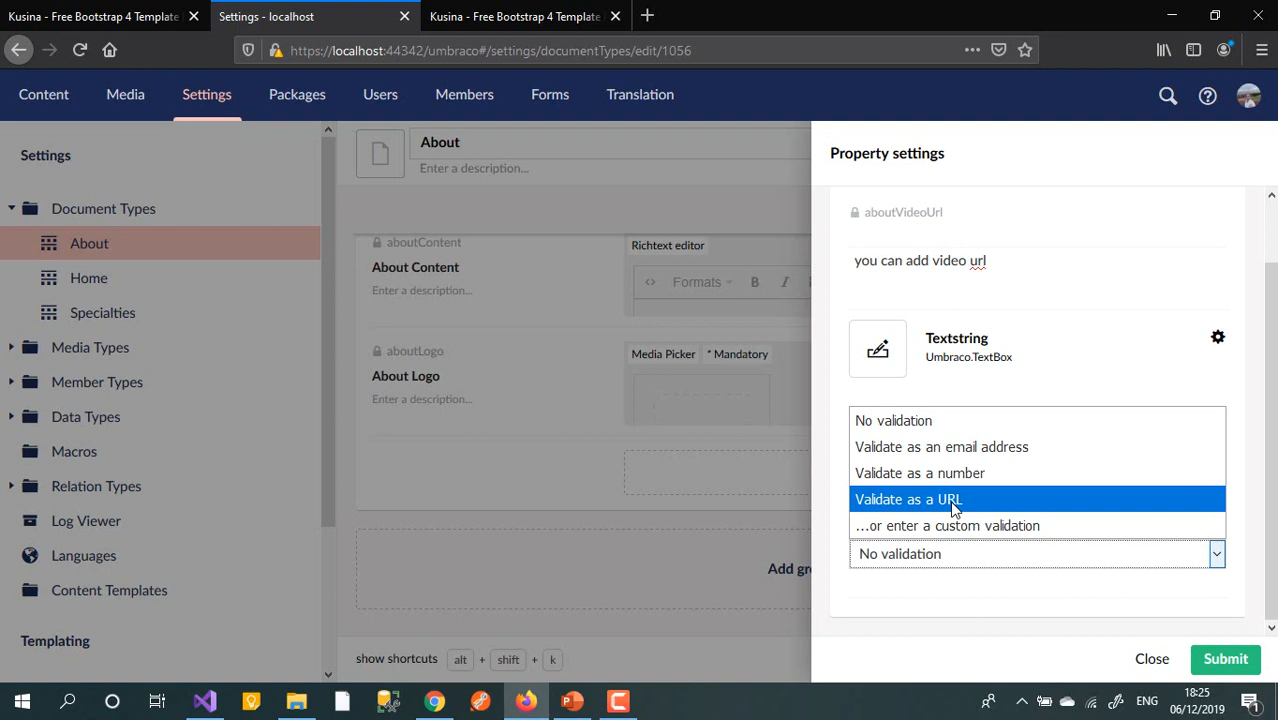 Kusina - Free Bootstrap 4 Template
Settings - localhost
Kusina - Free Bootstrap 4 Template
https://localhost:44342/umbraco#/settings/documentTypes/edit/1056
Content
Media
Settings
Packages
Users
Members
Forms
Translation
Settings
Document Types
About
Home
Specialties
Media Types
Member Types
Data Types
Macros
Relation Types
Log Viewer
Languages
Content Templates
Templating
About
Enter a description...
aboutContent
About Content
Enter a description...
Richtext editor
Formats
B
I
aboutLogo
About Logo
Enter a description...
Media Picker
* Mandatory
Add gro
show shortcuts alt + shift + k
Property settings
aboutVideoUrl
you can add video url
Textstring
Umbraco.TextBox
No validation
Validate as an email address
Validate as a number
Validate as a URL
...or enter a custom validation
No validation
Close
Submit
ENG
18:25
06/12/2019
1